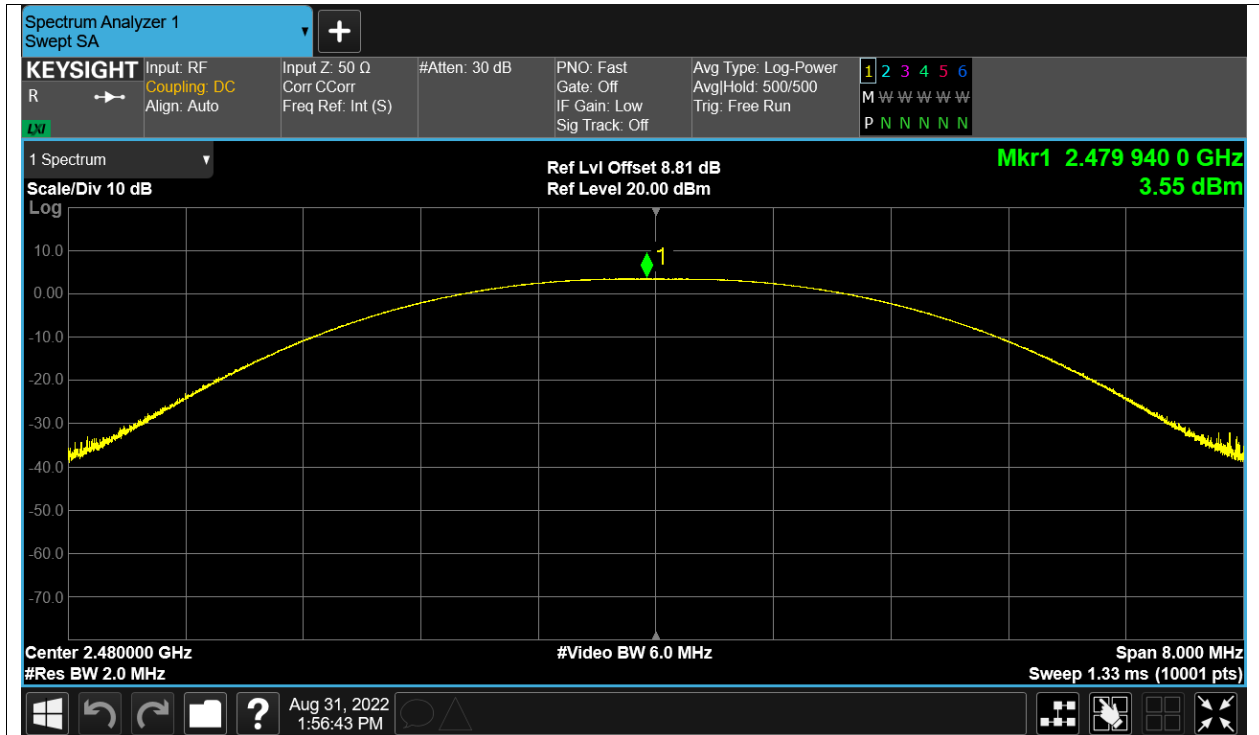 Spectrum Analyzer 1
Swept SA
KEYSIGHT
R
LXI
Input: RF
Coupling: DC
Align: Auto
Input Z: 50 Ω
Corr CCorr
Freq Ref: Int (S)
#Atten: 30 dB
PNO: Fast
Gate: Off
IF Gain: Low
Sig Track: Off
Avg Type: Log-Power
Avg|Hold: 500/500
Trig: Free Run
1 2 3 4 5 6
M W W W W W
P N N N N N N
1 Spectrum
Scale/Div 10 dB
Log
Ref Lvl Offset 8.81 dB
Ref Level 20.00 dBm
Mkr1 2.479 940 0 GHz
3.55 dBm
1
10.0
0.00
-10.0
-20.0
-30.0
-40.0
-50.0
-60.0
-70.0
Center 2.480000 GHz
#Res BW 2.0 MHz
#Video BW 6.0 MHz
Span 8.000 MHz
Sweep 1.33 ms (10001 pts)
?
Aug 31, 2022
1:56:43 PM